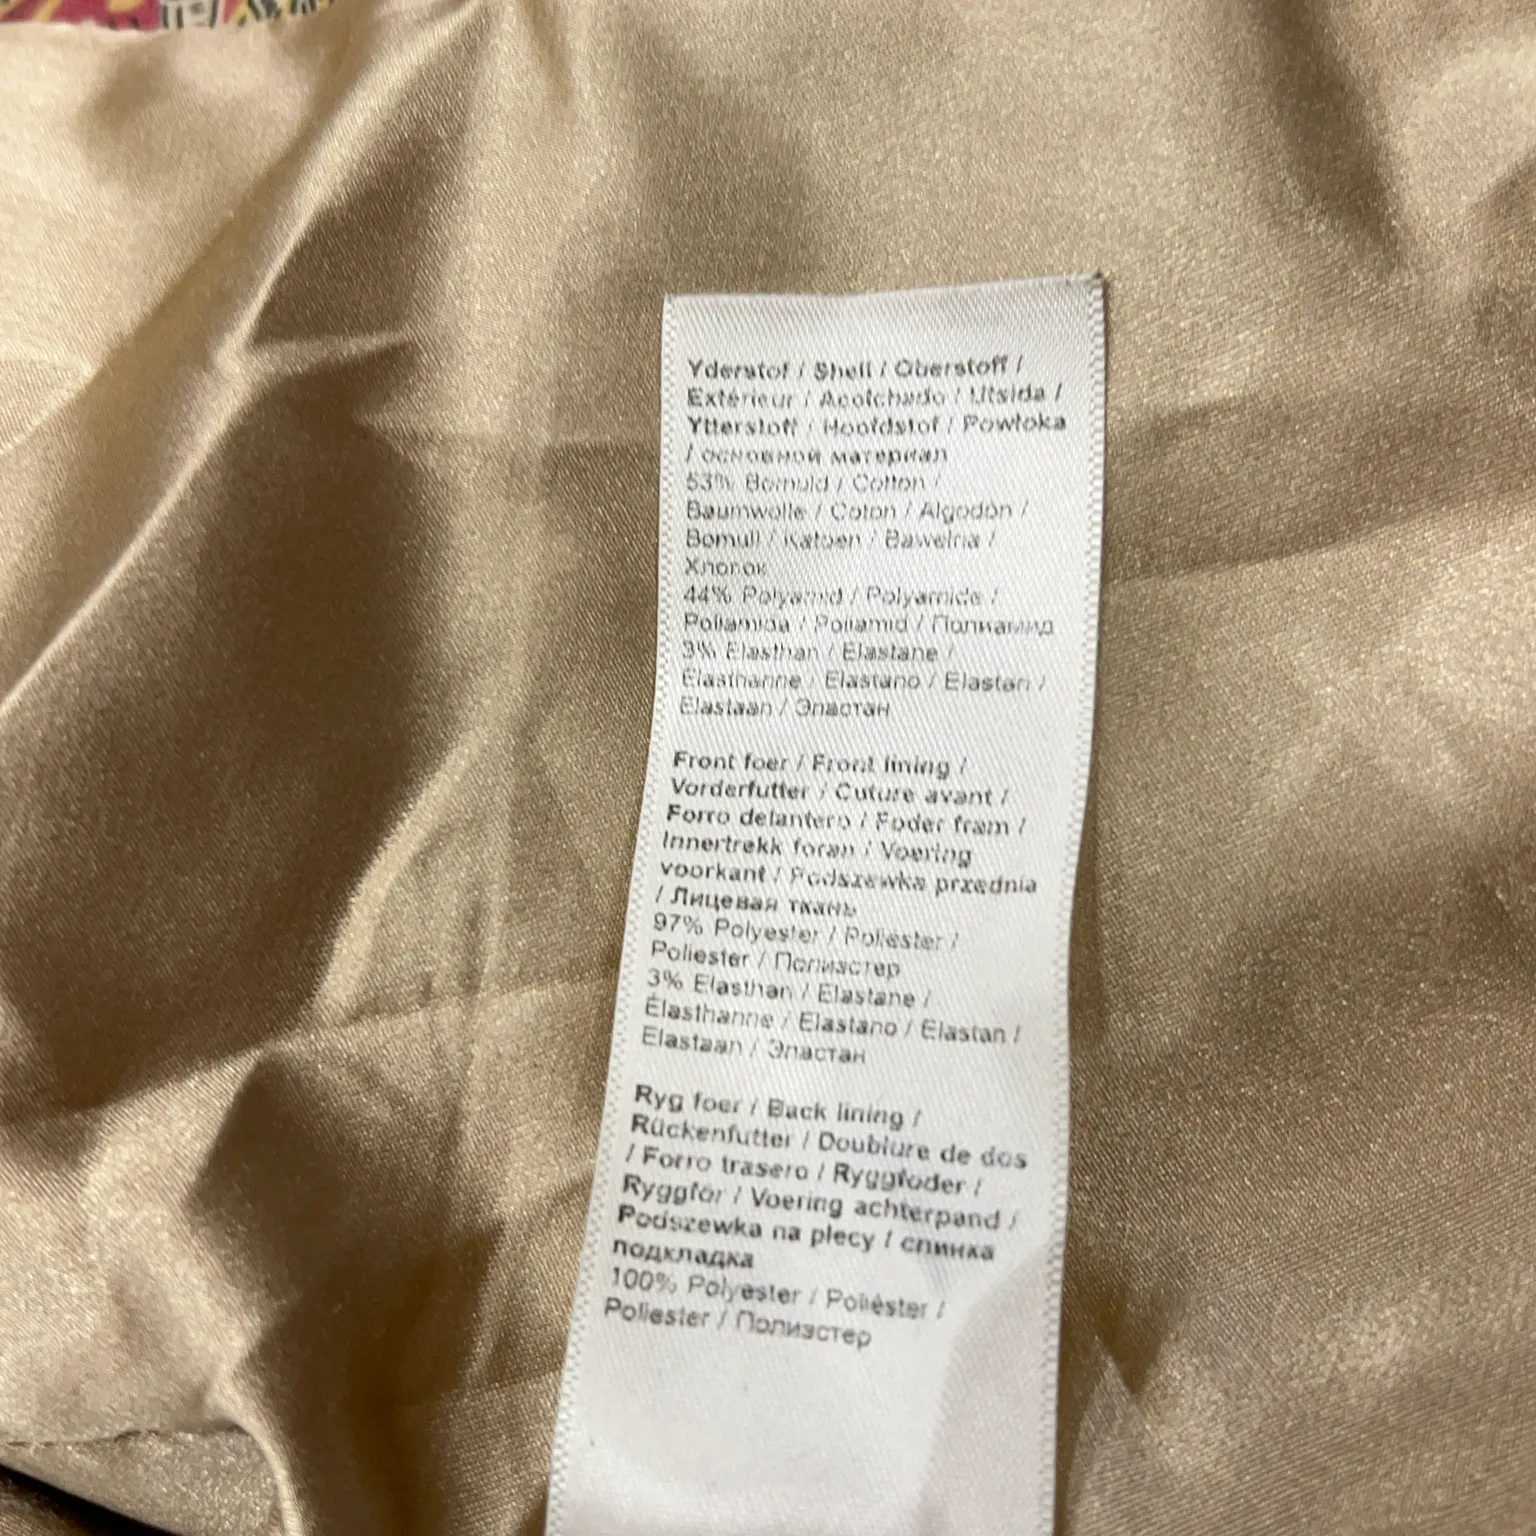 Yderstof / Shell / Oberstoff /
Extérieur / Acolchado / Utsida /
Ytterstoff / Hoofdstof / Powłoka
/ основной материал
53% Bomuld / Cotton /
Baumwolle / Coton / Algodón /
Bomull / Katoen / Bawełna /
Хлопок
44% Polyamid / Polyamide /
Poliamida / Poliamid / Полиамид
3% Elasthan / Elastane /
Élasthanne / Elastano / Elastan /
Elastaan / Эластан
Front foer / Front lining /
Vorderfutter / Cuture avant /
Forro delantero / Foder fram /
Innertrekk foran / Voering
voorkant / Podszewka przednia
/ Лицевая ткань
97% Polyester / Poliéster /
Poliester / Полиэстер
3% Elasthan / Elastane /
Élasthanne / Elastano / Elastan /
Elastaan / Эластан
Ryg foer / Back lining /
Rückenfutter / Doublure de dos
/ Forro trasero / Ryggfoder /
Ryggfôr / Voering achterpand /
Podszewka na plecy / спинка
подкладка
100% Polyester / Poliéster /
Poliester / Полиэстер